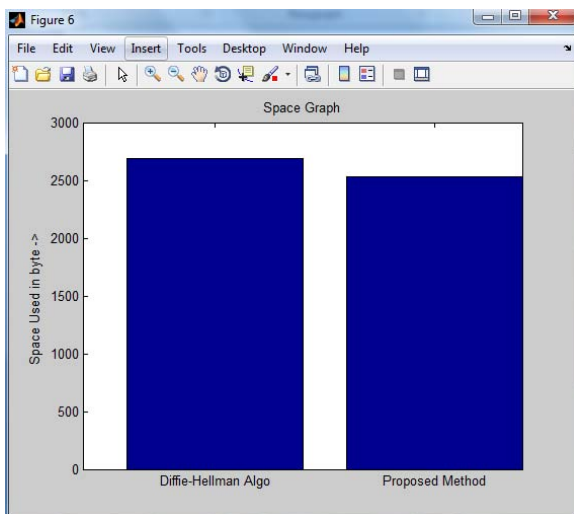 Figure 6
File Edit View Insert Tools Desktop Window Help
Space Graph
3000
2500
2000
1500
1000
500
0
Space Used in byte ->
Diffie-Hellman Algo Proposed Method